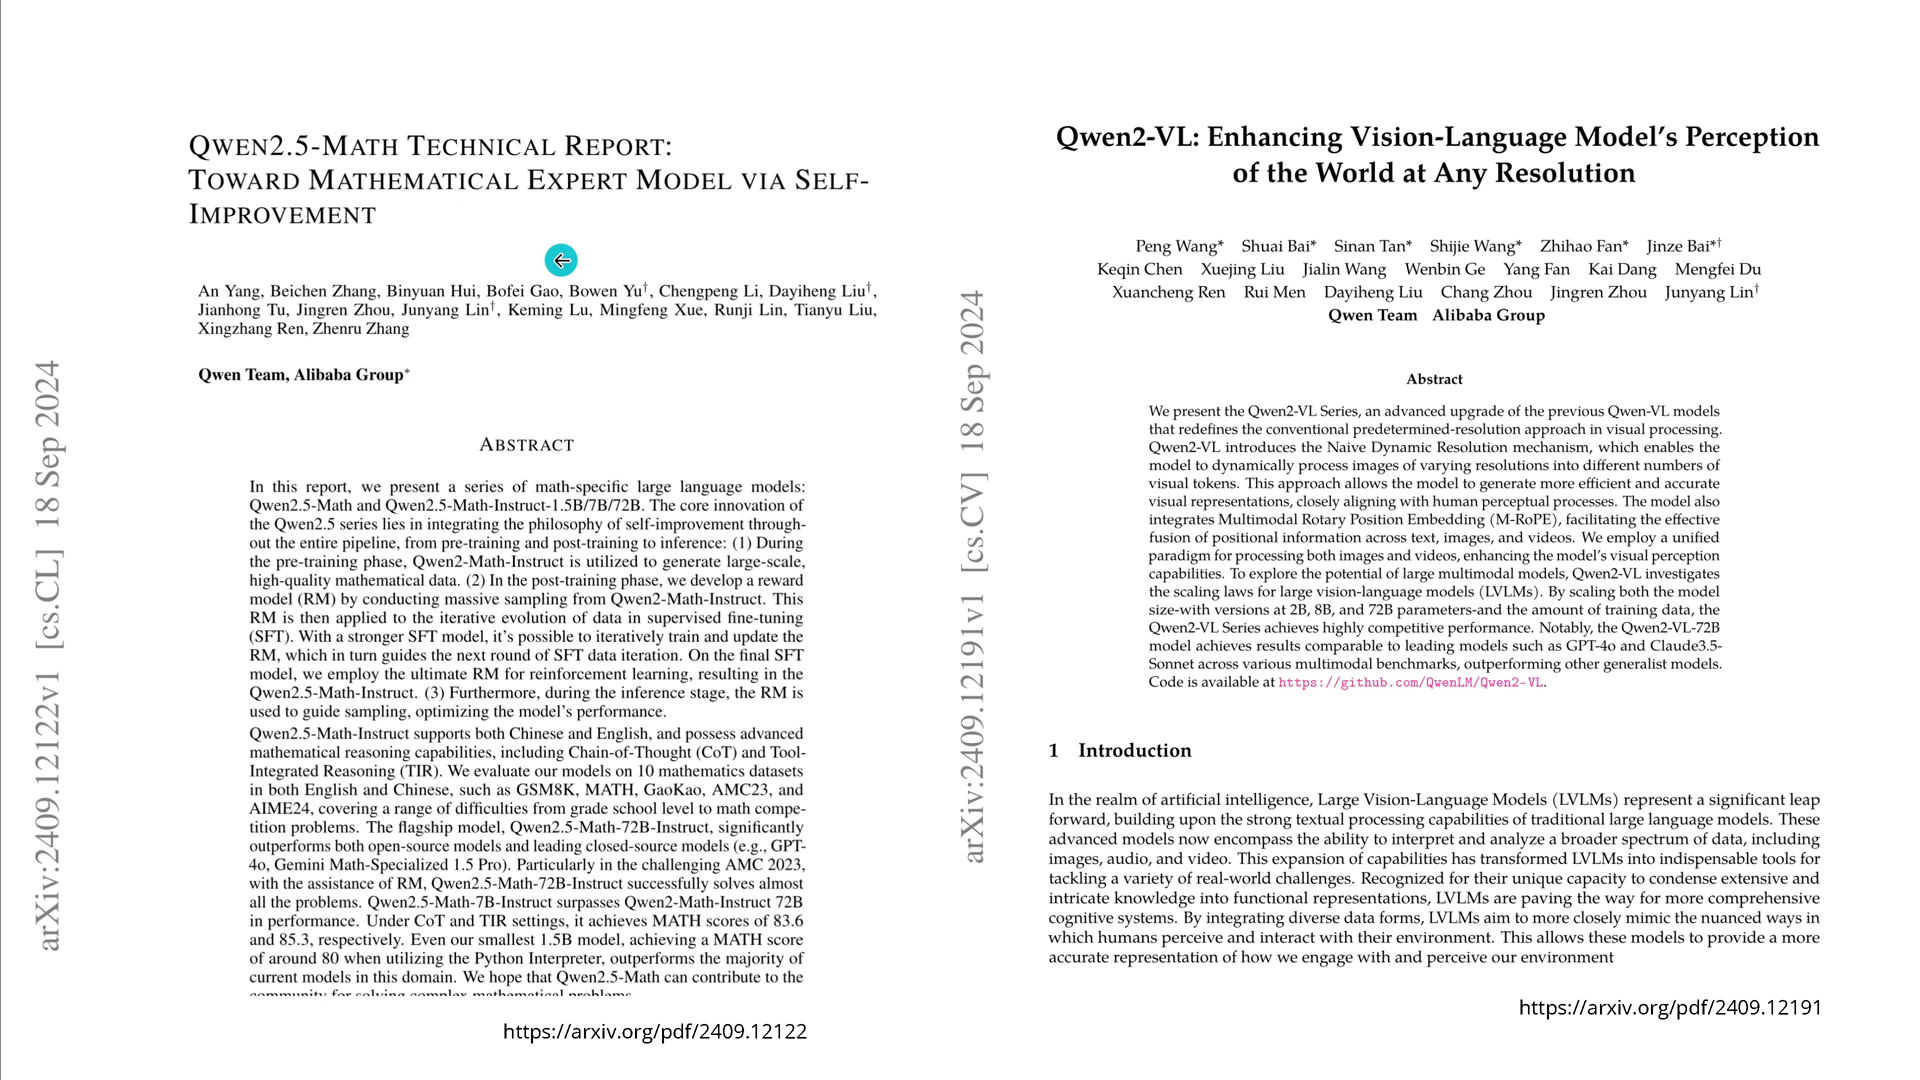 QWEN2.5-MATH TECHNICAL REPORT:
TOWARD MATHEMATICAL EXPERT MODEL VIA SELF-
IMPROVEMENT
An Yang, Beichen Zhang, Binyuan Hui, Bofei Gao, Bowen Yu†, Chengpeng Li, Dayiheng Liu†,
Jianhong Tu, Jingren Zhou, Junyang Lin†, Keming Lu, Mingfeng Xue, Runji Lin, Tianyu Liu,
Xingzhang Ren, Zhenru Zhang
Qwen Team, Alibaba Group*
ABSTRACT
In this report, we present a series of math-specific large language models:
Qwen2.5-Math and Qwen2.5-Math-Instruct-1.5B/7B/72B. The core innovation of
the Qwen2.5 series lies in integrating the philosophy of self-improvement through-
out the entire pipeline, from pre-training and post-training to inference: (1) During
the pre-training phase, Qwen2-Math-Instruct is utilized to generate large-scale,
high-quality mathematical data. (2) In the post-training phase, we develop a reward
model (RM) by conducting massive sampling from Qwen2-Math-Instruct. This
RM is then applied to the iterative evolution of data in supervised fine-tuning
(SFT). With a stronger SFT model, it's possible to iteratively train and update the
RM, which in turn guides the next round of SFT data iteration. On the final SFT
model, we employ the ultimate RM for reinforcement learning, resulting in the
Qwen2.5-Math-Instruct. (3) Furthermore, during the inference stage, the RM is
used to guide sampling, optimizing the model's performance.
Qwen2.5-Math-Instruct supports both Chinese and English, and possess advanced
mathematical reasoning capabilities, including Chain-of-Thought (CoT) and Tool-
Integrated Reasoning (TIR). We evaluate our models on 10 mathematics datasets
in both English and Chinese, such as GSM8K, MATH, GaoKao, AMC23, and
AIME24, covering a range of difficulties from grade school level to math compe-
tition problems. The flagship model, Qwen2.5-Math-72B-Instruct, significantly
outperforms both open-source models and leading closed-source models (e.g., GPT-
4o, Gemini Math-Specialized 1.5 Pro). Particularly in the challenging AMC 2023,
with the assistance of RM, Qwen2.5-Math-72B-Instruct successfully solves almost
all the problems. Qwen2.5-Math-7B-Instruct surpasses Qwen2-Math-Instruct 72B
in performance. Under CoT and TIR settings, it achieves MATH scores of 83.6
and 85.3, respectively. Even our smallest 1.5B model, achieving a MATH score
of around 80 when utilizing the Python Interpreter, outperforms the majority of
current models in this domain. We hope that Qwen2.5-Math can contribute to the
community for solving complex mathematical problems.
https://arxiv.org/pdf/2409.12122
arXiv:2409.12122v1 [cs.CL] 18 Sep 2024
Qwen2-VL: Enhancing Vision-Language Model's Perception
of the World at Any Resolution
Peng Wang* Shuai Bai* Sinan Tan* Shijie Wang* Zhihao Fan* Jinze Bai*†
Keqin Chen Xuejing Liu Jialin Wang Wenbin Ge Yang Fan Kai Dang Mengfei Du
Xuancheng Ren Rui Men Dayiheng Liu Chang Zhou Jingren Zhou Junyang Lin†
Qwen Team Alibaba Group
Abstract
We present the Qwen2-VL Series, an advanced upgrade of the previous Qwen-VL models
that redefines the conventional predetermined-resolution approach in visual processing.
Qwen2-VL introduces the Naive Dynamic Resolution mechanism, which enables the
model to dynamically process images of varying resolutions into different numbers of
visual tokens. This approach allows the model to generate more efficient and accurate
visual representations, closely aligning with human perceptual processes. The model also
integrates Multimodal Rotary Position Embedding (M-RoPE), facilitating the effective
fusion of positional information across text, images, and videos. We employ a unified
paradigm for processing both images and videos, enhancing the model's visual perception
capabilities. To explore the potential of large multimodal models, Qwen2-VL investigates
the scaling laws for large vision-language models (LVLMs). By scaling both the model
size-with versions at 2B, 8B, and 72B parameters-and the amount of training data, the
Qwen2-VL Series achieves highly competitive performance. Notably, the Qwen2-VL-72B
model achieves results comparable to leading models such as GPT-4o and Claude3.5-
Sonnet across various multimodal benchmarks, outperforming other generalist models.
Code is available at https://github.com/QwenLM/Qwen2-VL.
1 Introduction
In the realm of artificial intelligence, Large Vision-Language Models (LVLMs) represent a significant leap
forward, building upon the strong textual processing capabilities of traditional large language models. These
advanced models now encompass the ability to interpret and analyze a broader spectrum of data, including
images, audio, and video. This expansion of capabilities has transformed LVLMs into indispensable tools for
tackling a variety of real-world challenges. Recognized for their unique capacity to condense extensive and
intricate knowledge into functional representations, LVLMs are paving the way for more comprehensive
cognitive systems. By integrating diverse data forms, LVLMs aim to more closely mimic the nuanced ways in
which humans perceive and interact with their environment. This allows these models to provide a more
accurate representation of how we engage with and perceive our environment
https://arxiv.org/pdf/2409.12191
arXiv:2409.12191v1 [cs.CV] 18 Sep 2024